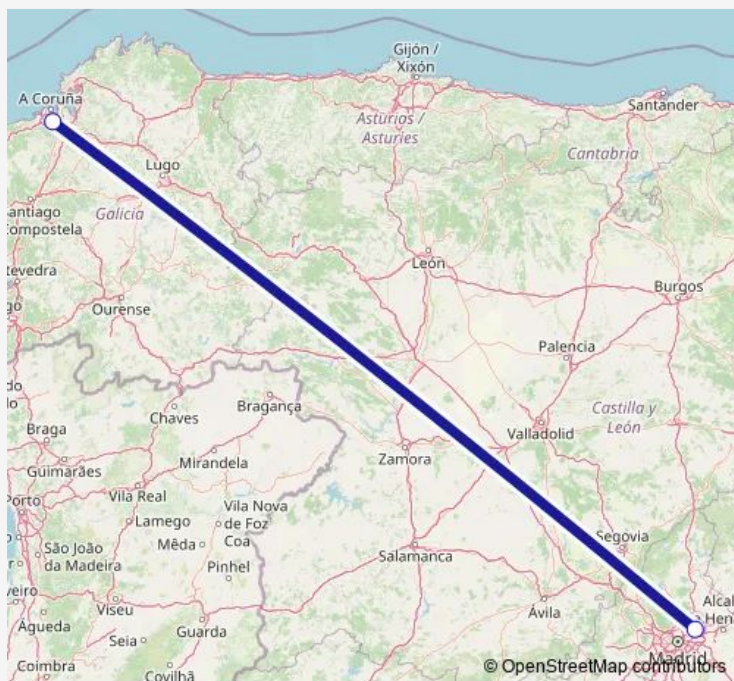 Gijón /
Xixón
A Coruña
Santander
Asturias /
Asturies
Cantabria
Lugo
Santiago
Galicia
León
Burgos
Ourense
Palencia
Chaves
Bragança
Castilla y
León
Braga
Valladolid
Guimarães
Mirandela
Zamora
Vila Real
Porto
Vila Nova
de Foz
Coa
Lamego
Mêda
São João
da Madeira
Segovia
Salamanca
Pinhel
Viseu
Ávila
Águeda
Guarda
Seia
Madrid
Coimbra
Covilhã
© OpenStreetMap contributors